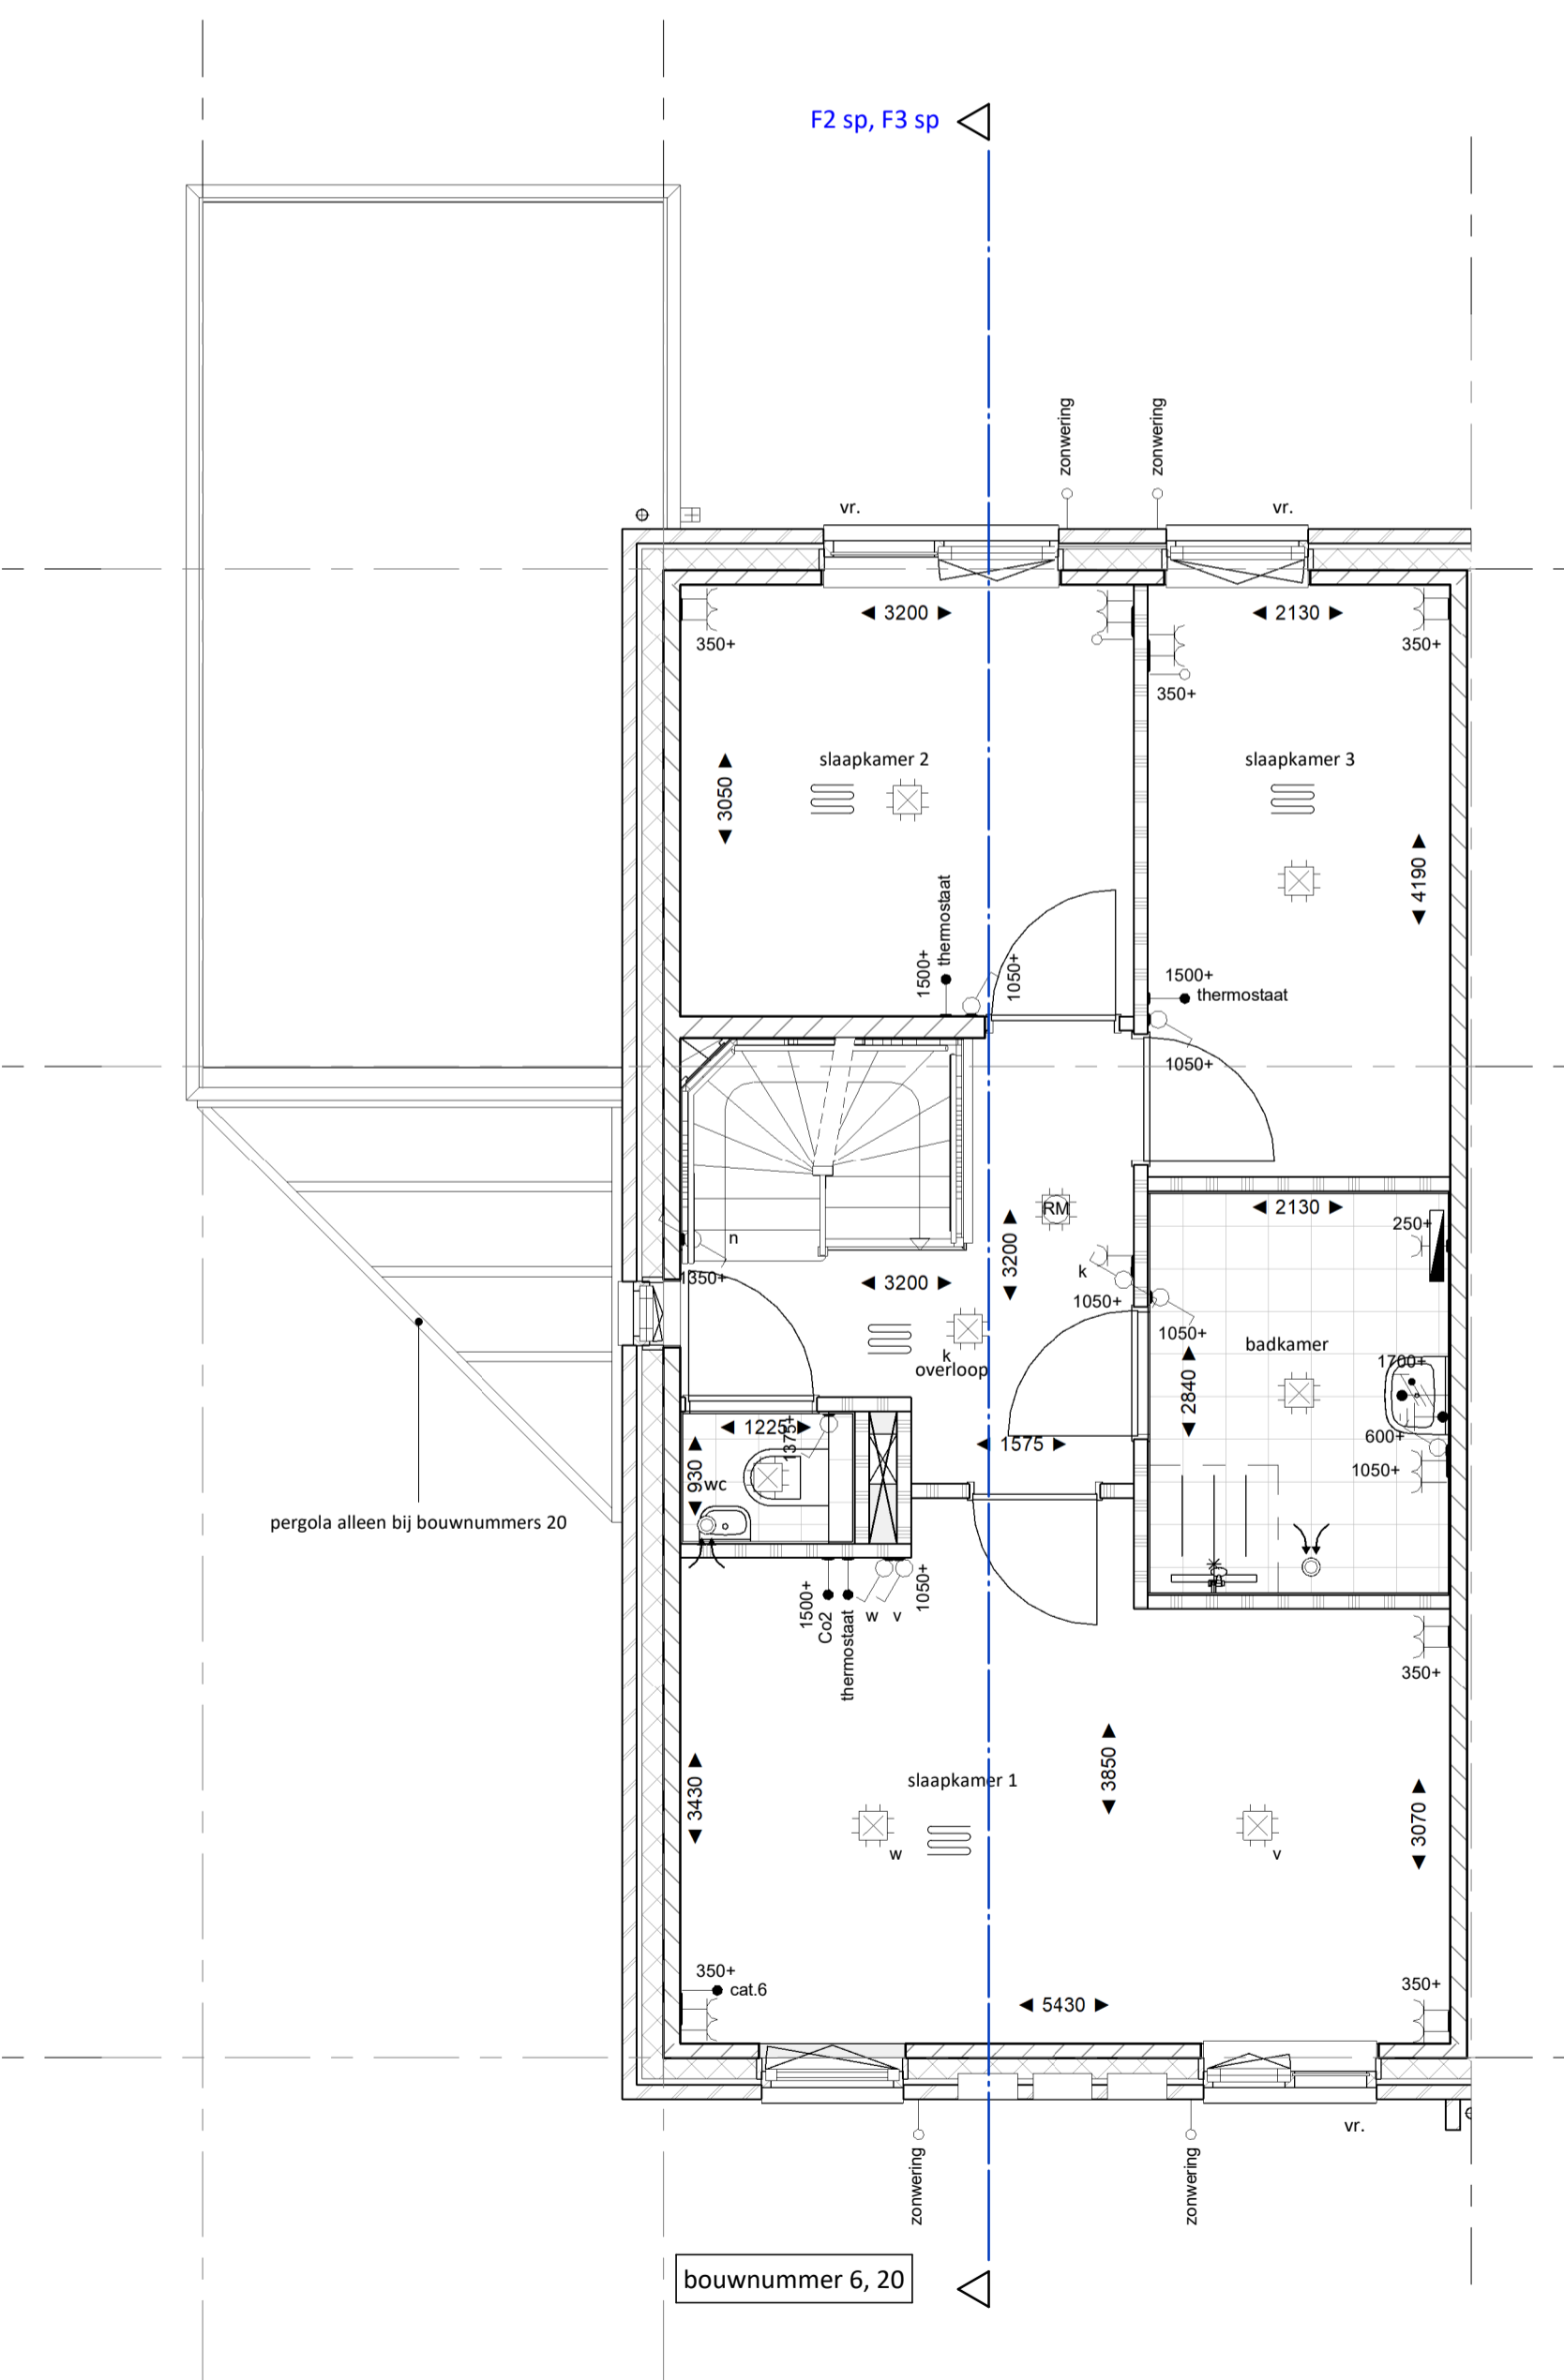 F2 sp, F3 sp
zonwering
zonwering
vr.
vr.
3200
2130
350+
350+
350+
slaapkamer 2
slaapkamer 3
3050
4190
thermostaat
1500+
1050+
1500+
thermostaat
1050+
RM
2130
250+
n
1350+
3200
3200
k
1050+
1050+
badkamer
k
overloop
2840
1700+
1225
1375+
1575
600+
1050+
930
wc
pergola alleen bij bouwnummers 20
1500+
Co2
thermostaat
w
v
1050+
350+
slaapkamer 1
3430
3850
3070
w
v
350+
cat.6
350+
5430
vr.
zonwering
zonwering
bouwnummer 6, 20